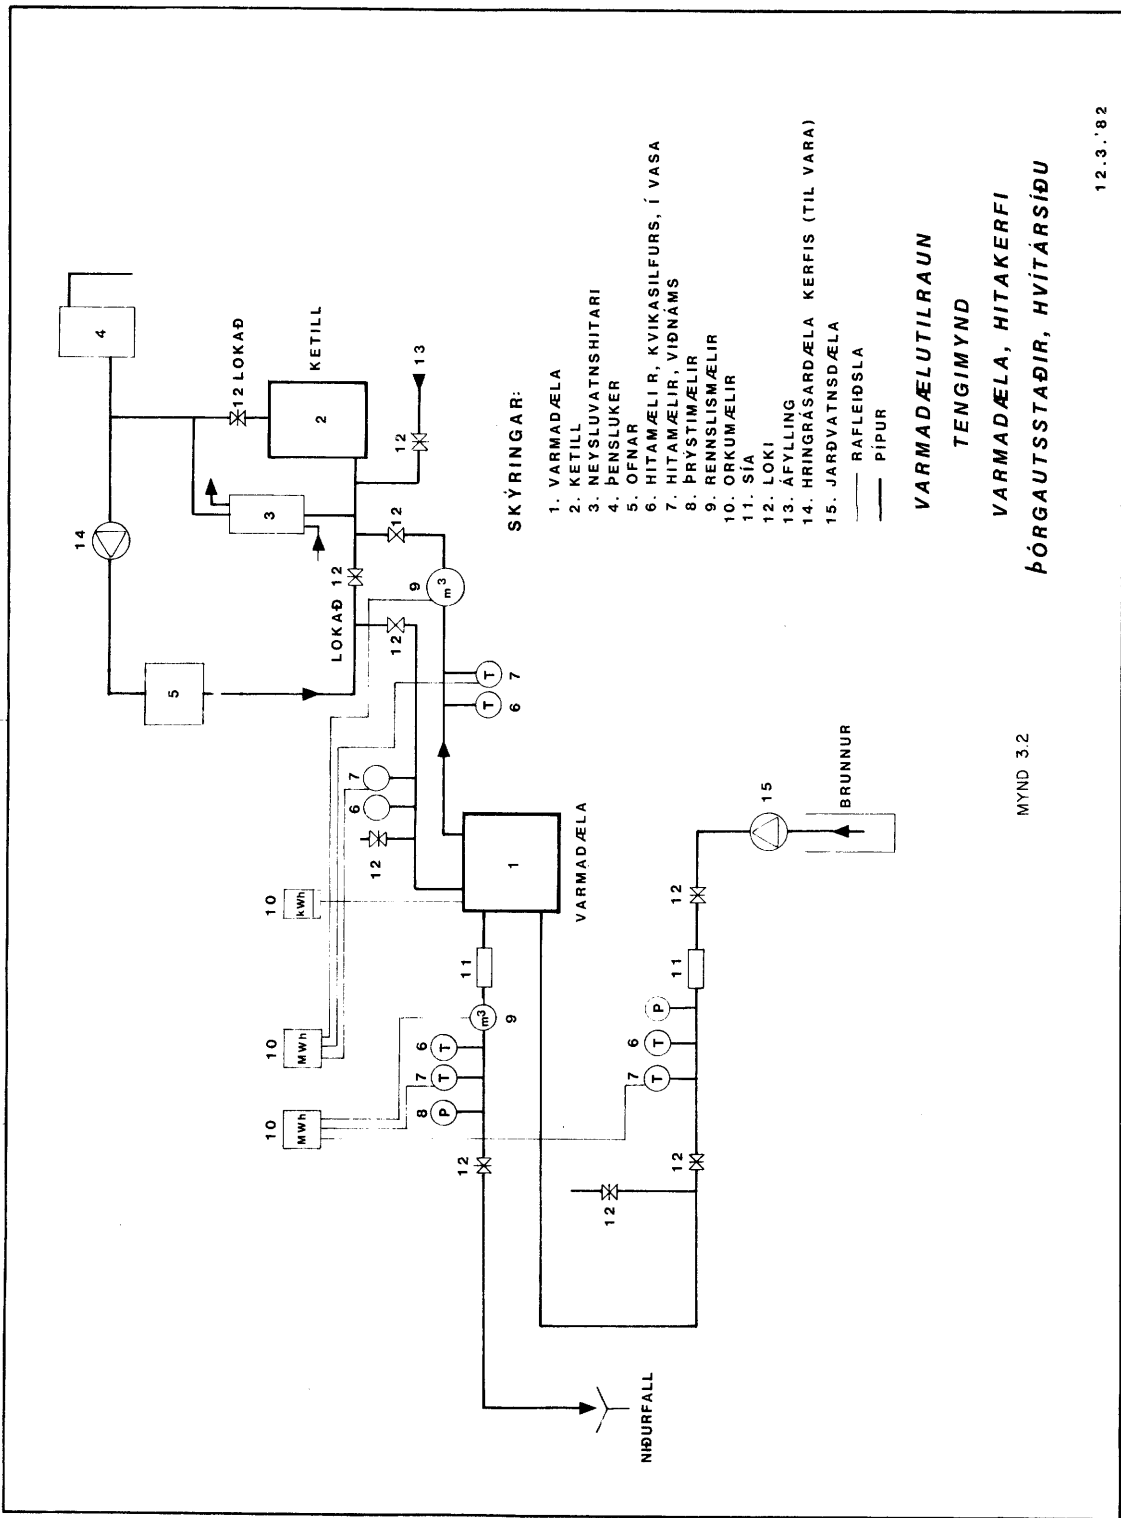 4
14
12 LOKAÐ
2
KETILL
3
12
13
5
LOKAÐ
12
12
12
9
m³
T
7
T
6
7
6
12
10
kWh
1
VARMADÆLA
10
MWh
10
MWh
11
m³
9
6
T
7
T
8
P
12
NIÐURFALL
15
BRUNNUR
12
11
P
6
T
7
T
12
12
SKÝRINGAR:
1. VARMADÆLA
2. KETILL
3. NEYSLUVATNSHITARI
4. ÞENSLUKER
5. OFNAR
6. HITAMÆLIR, KVIKASILFURS, Í VASA
7. HITAMÆLIR, VIÐNÁMS
8. ÞRÝSTIMÆLIR
9. RENNSLISMÆLIR
10. ORKUMÆLIR
11. SÍA
12. LOKI
13. ÁFYLLING
14. HRINGRÁSARDÆLA KERFIS (TIL VARA)
15. JARÐVATNSDÆLA
RAFLEIÐSLA
PÍPUR
VARMADÆLUTILRAUN
TENGIMYND
VARMADÆLA, HITAKERFI
ÞÓRGAUTSSTAÐIR, HVÍTÁRSÍÐU
MYND 3.2
12.3.'82